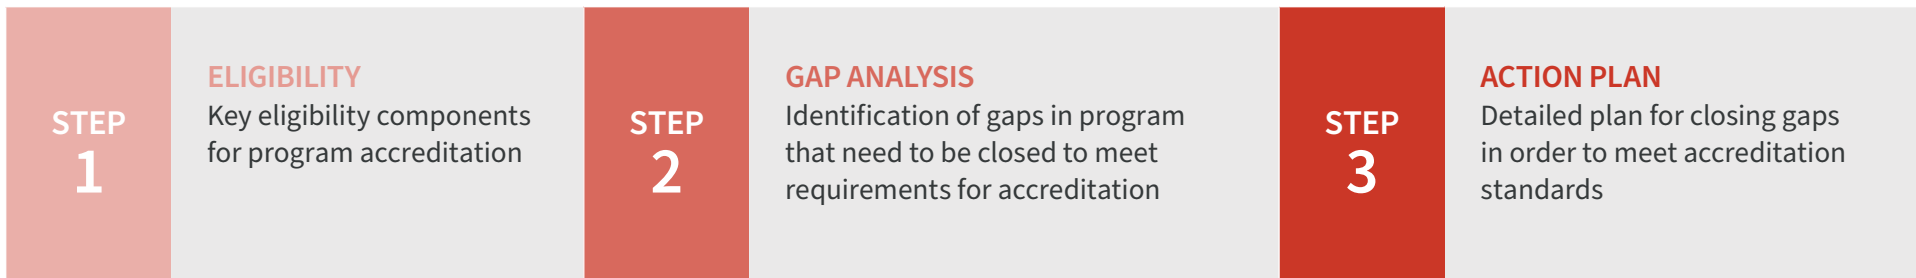 STEP
1
ELIGIBILITY
Key eligibility components
for program accreditation
STEP
2
GAP ANALYSIS
Identification of gaps in program
that need to be closed to meet
requirements for accreditation
STEP
3
ACTION PLAN
Detailed plan for closing gaps
in order to meet accreditation
standards